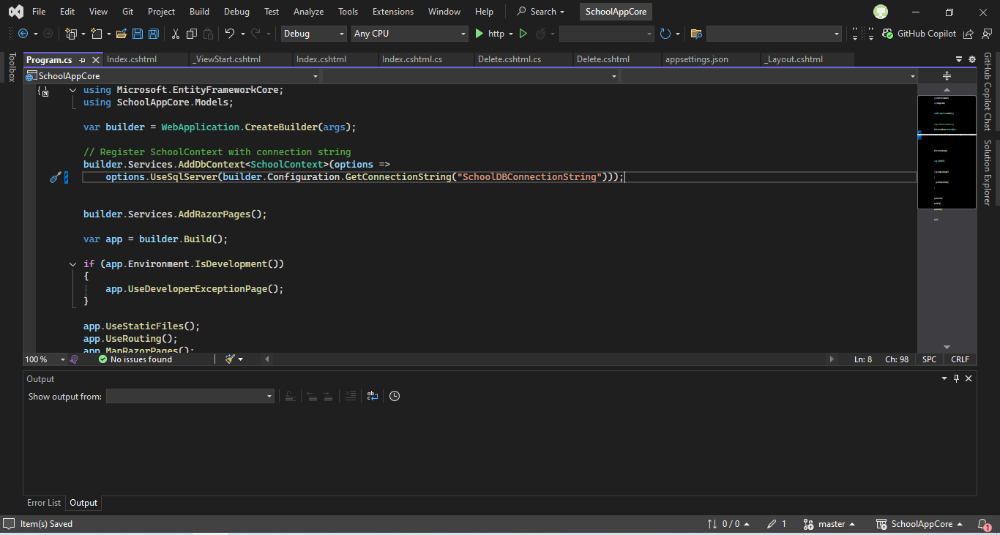 File Edit View Git Project Build Debug Test Analyze Tools Extensions Window Help Search SchoolAppCore
Debug Any CPU http GitHub Copilot
Program.cs Index.cshtml _ViewStart.cshtml Index.cshtml Index.cshtml.cs Delete.cshtml.cs Delete.cshtml appsettings.json _Layout.cshtml
Toolbox
SchoolAppCore
using Microsoft.EntityFrameworkCore;
using SchoolAppCore.Models;
var builder = WebApplication.CreateBuilder(args);
// Register SchoolContext with connection string
builder.Services.AddDbContext<SchoolContext>(options =>
options.UseSqlServer(builder.Configuration.GetConnectionString("SchoolDBConnectionString")));
builder.Services.AddRazorPages();
var app = builder.Build();
if (app.Environment.IsDevelopment())
{
app.UseDeveloperExceptionPage();
}
app.UseStaticFiles();
app.UseRouting();
app.MapRazorPages();
GitHub Copilot Chat
Solution Explorer
100 % No issues found Ln: 8 Ch: 98 SPC CRLF
Output
Show output from:
Error List Output
Item(s) Saved 0 / 0 1 master SchoolAppCore 1